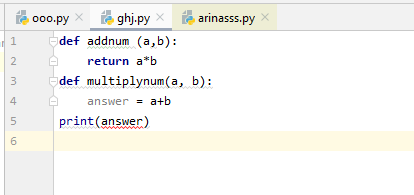 ooo.py × ghj.py × arinasss.py ×
1 def addnum (a,b):
2     return a*b
3 def multiplynum(a, b):
4     answer = a+b
5 print(answer)
6